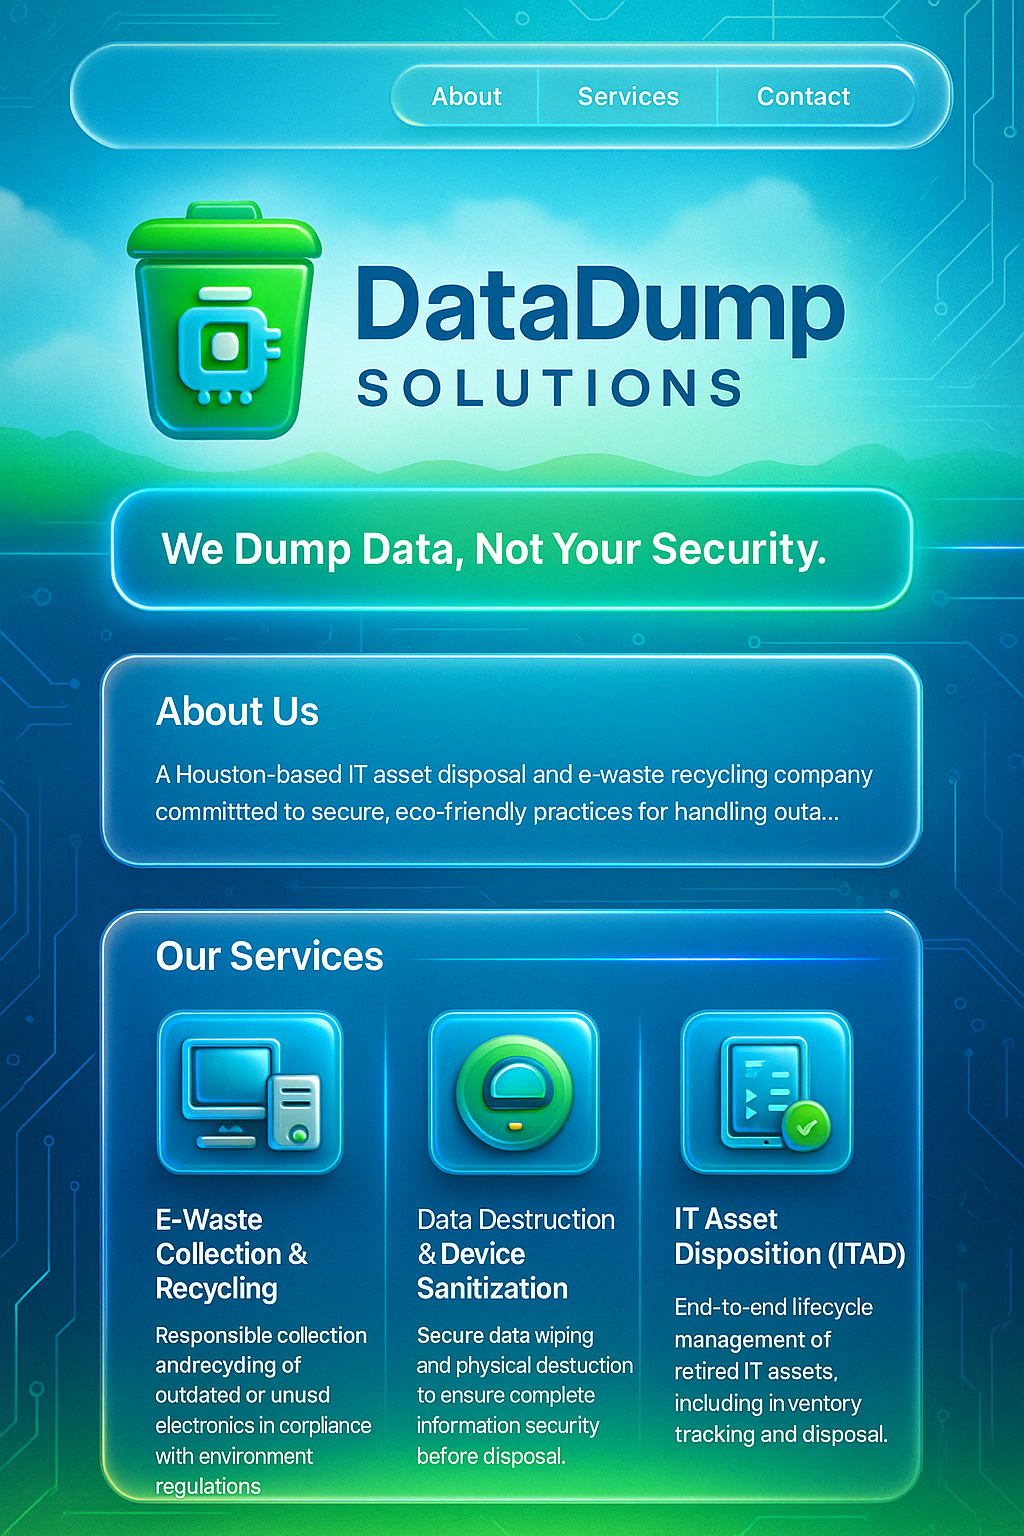 About
Services
Contact
DataDump
SOLUTIONS
We Dump Data, Not Your Security.
About Us
A Houston-based IT asset disposal and e-waste recycling company
committted to secure, eco-friendly practices for handling outa...
Our Services
E-Waste
Collection &
Recycling
Responsible collection
andrecyding of
outdated or unusd
electronics in corpliance
with environment
regulations
Data Destruction
& Device
Sanitization
Secure data wiping
and physical destuction
to ensure complete
information security
before disposal.
IT Asset
Disposition (ITAD)
End-to-end lifecycle
management of
retired IT assets,
including inventory
tracking and disposal.